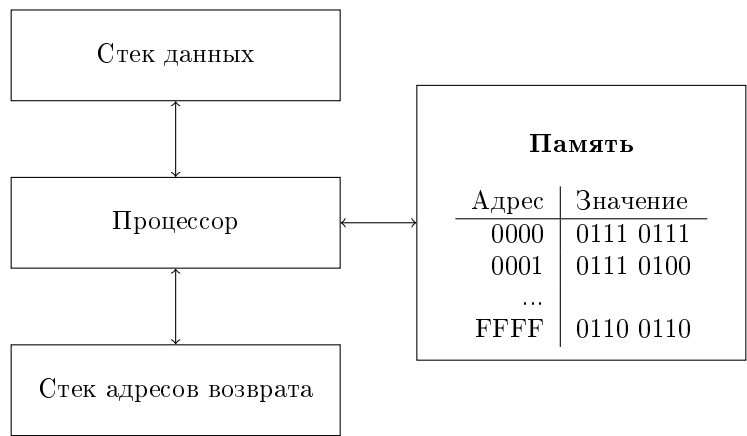 Стек данных
Процессор
Стек адресов возврата
Память
Адрес Значение
0000 0111 0111
0001 0111 0100
...
FFFF 0110 0110